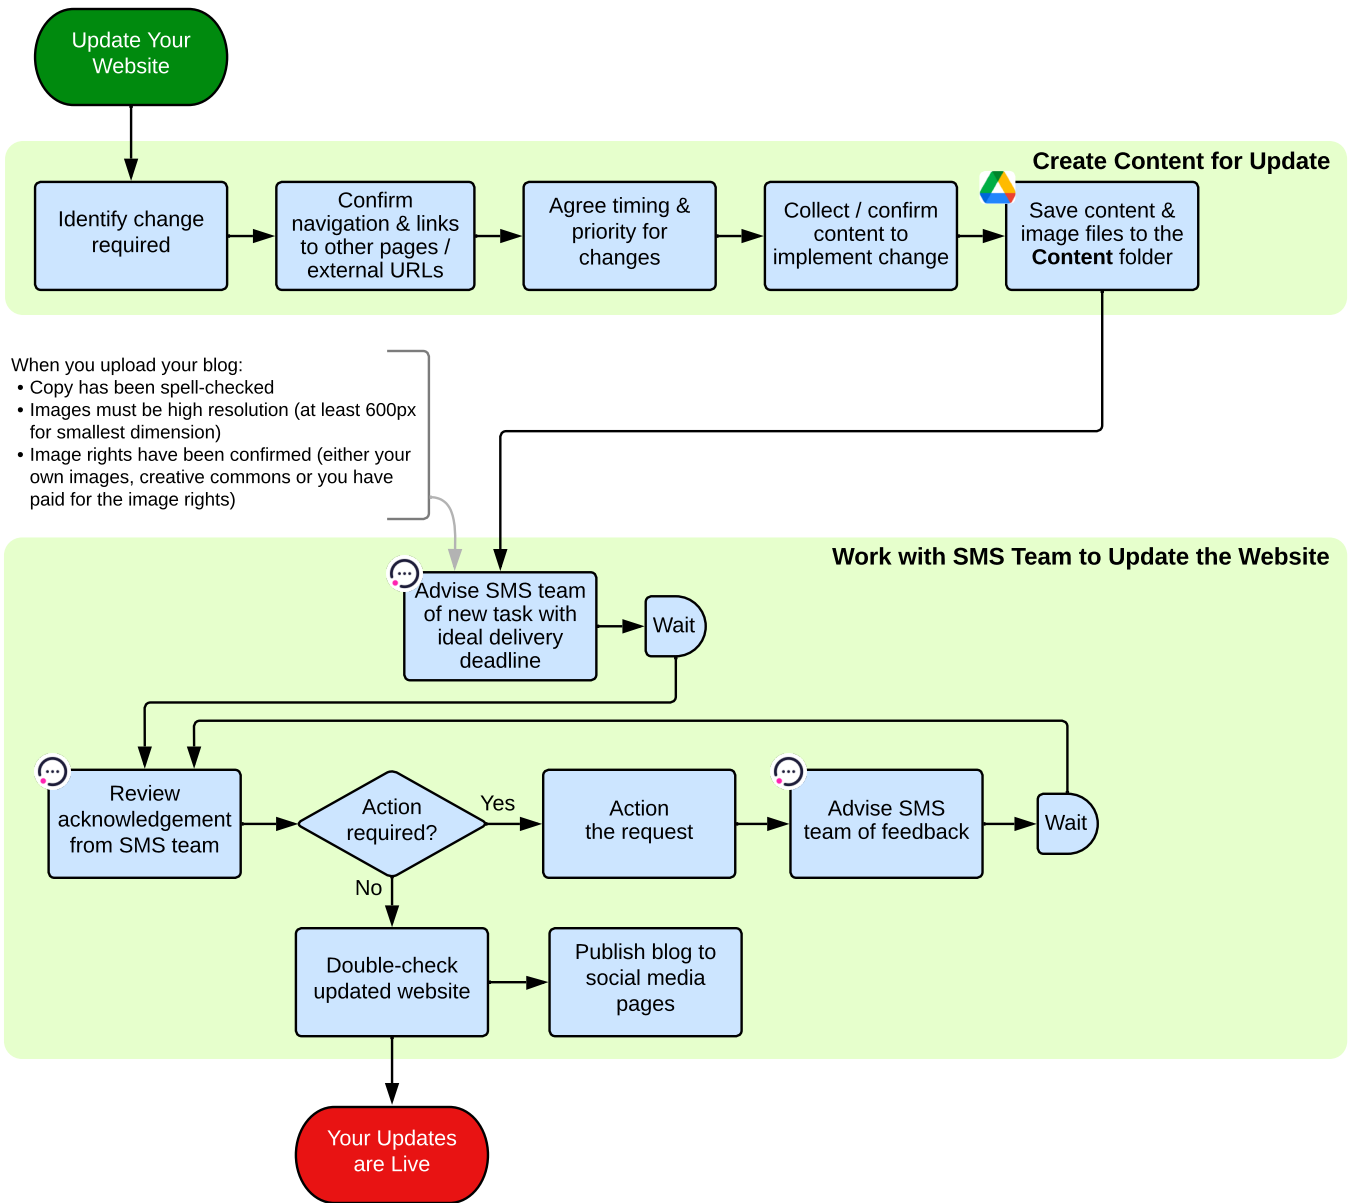 Update Your
Website
Create Content for Update
Identify change
required
Confirm
navigation & links
to other pages /
external URLs
Agree timing &
priority for
changes
Collect / confirm
content to
implement change
Save content &
image files to the
Content folder
When you upload your blog:
• Copy has been spell-checked
• Images must be high resolution (at least 600px
for smallest dimension)
• Image rights have been confirmed (either your
own images, creative commons or you have
paid for the image rights)
Work with SMS Team to Update the Website
Advise SMS team
of new task with
ideal delivery
deadline
Wait
Review
acknowledgement
from SMS team
Action
required?
Yes
Action
the request
Advise SMS
team of feedback
Wait
No
Double-check
updated website
Publish blog to
social media
pages
Your Updates
are Live